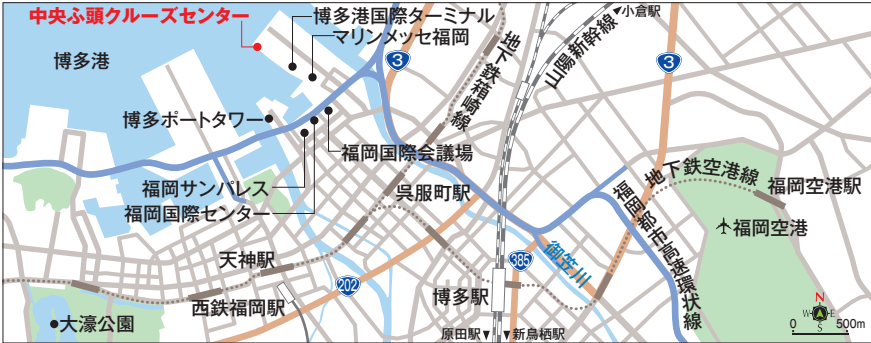 中央ふ頭クルーズセンター
博多港国際ターミナル
マリンメッセ福岡
博多港
博多ポートタワー
福岡国際会議場
福岡サンパレス
福岡国際センター
地下鉄箱崎線
山陽新幹線
小倉駅
3
3
呉服町駅
地下鉄空港線
福岡空港駅
福岡空港
福岡都市高速環状線
御笠川
385
202
天神駅
西鉄福岡駅
博多駅
大濠公園
原田駅
新鳥栖駅
N
W
E
S
0
500m